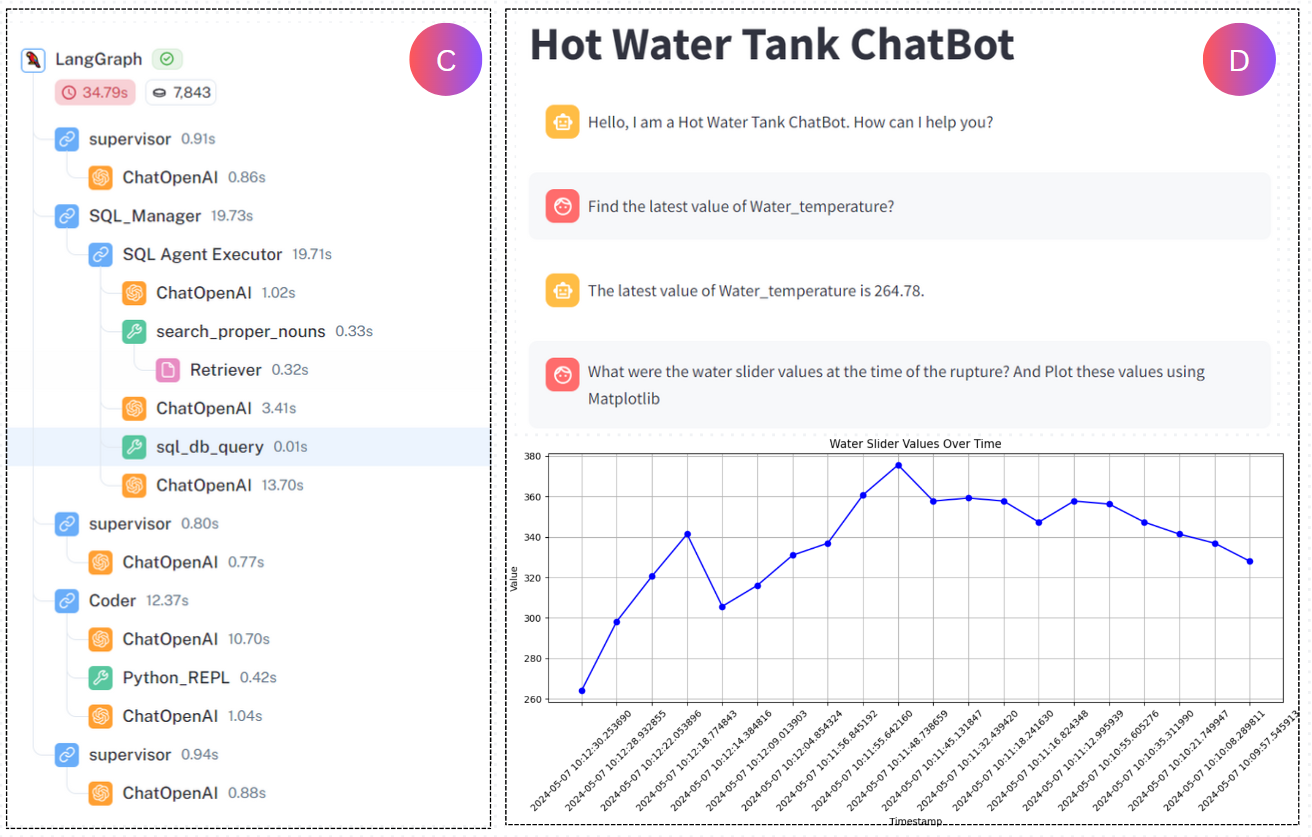 LangGraph
C
34.79s 7,843
supervisor 0.91s
ChatOpenAI 0.86s
SQL_Manager 19.73s
SQL Agent Executor 19.71s
ChatOpenAI 1.02s
search_proper_nouns 0.33s
Retriever 0.32s
ChatOpenAI 3.41s
sql_db_query 0.01s
ChatOpenAI 13.70s
supervisor 0.80s
ChatOpenAI 0.77s
Coder 12.37s
ChatOpenAI 10.70s
Python_REPL 0.42s
ChatOpenAI 1.04s
supervisor 0.94s
ChatOpenAI 0.88s
Hot Water Tank ChatBot
D
Hello, I am a Hot Water Tank ChatBot. How can I help you?
Find the latest value of Water_temperature?
The latest value of Water_temperature is 264.78.
What were the water slider values at the time of the rupture? And Plot these values using
Matplotlib
Water Slider Values Over Time
Value
380
360
340
320
300
280
260
2024-05-07 10:12:30.253690
2024-05-07 10:12:28.932855
2024-05-07 10:12:22.053896
2024-05-07 10:12:18.774843
2024-05-07 10:12:14.384816
2024-05-07 10:12:09.013903
2024-05-07 10:12:04.854324
2024-05-07 10:11:56.845192
2024-05-07 10:11:55.642160
2024-05-07 10:11:48.738659
2024-05-07 10:11:45.131847
2024-05-07 10:11:32.439420
2024-05-07 10:11:18.241630
2024-05-07 10:11:16.824348
2024-05-07 10:11:12.995939
2024-05-07 10:10:55.605276
2024-05-07 10:10:35.311990
2024-05-07 10:10:21.749947
2024-05-07 10:10:08.289811
2024-05-07 10:09:57.545913
Timestamp